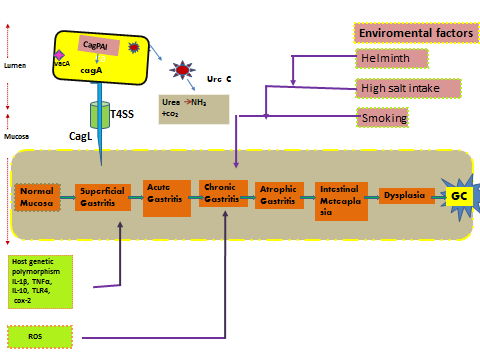 Enviromental factors
CagPAI
vacA
cagA
Lumen
Helminth
Urc C
High salt intake
Urea →NH₃
+co₂
T4SS
Smoking
Mucosa
CagL
Normal
Mucosa
Superficial
Gastritis
Acute
Gastritis
Chronic
Gastritis
Atrophic
Gastritis
Intestinal
Metapla
sia
Dysplasia
GC
Host genetic
polymorphism
IL-1β, TNFα,
IL-10, TLR4,
cox-2
ROS